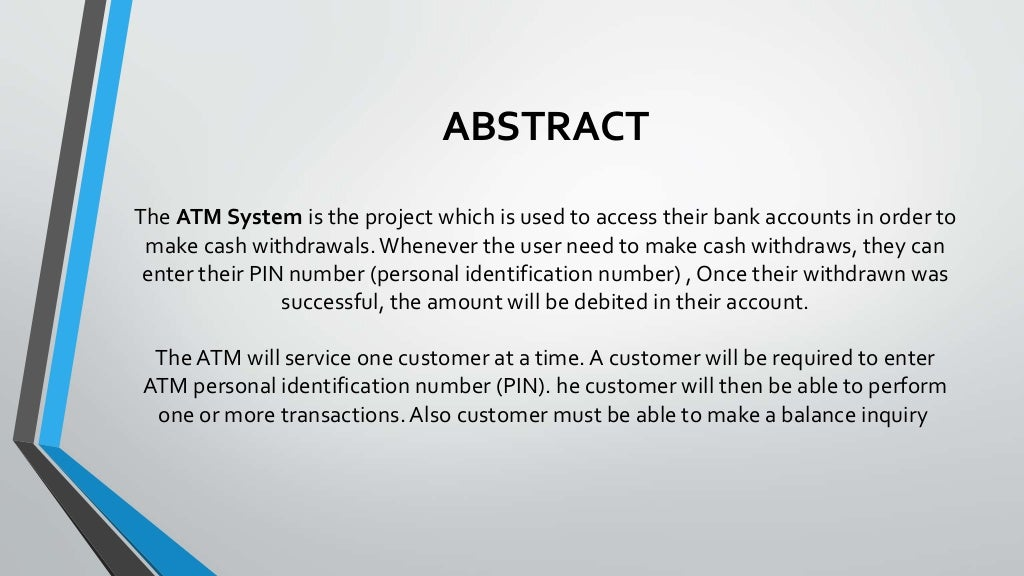 ABSTRACT
The ATM System is the project which is used to access their bank accounts in order to
make cash withdrawals. Whenever the user need to make cash withdraws, they can
enter their PIN number (personal identification number) , Once their withdrawn was
successful, the amount will be debited in their account.
The ATM will service one customer at a time. A customer will be required to enter
ATM personal identification number (PIN). he customer will then be able to perform
one or more transactions. Also customer must be able to make a balance inquiry